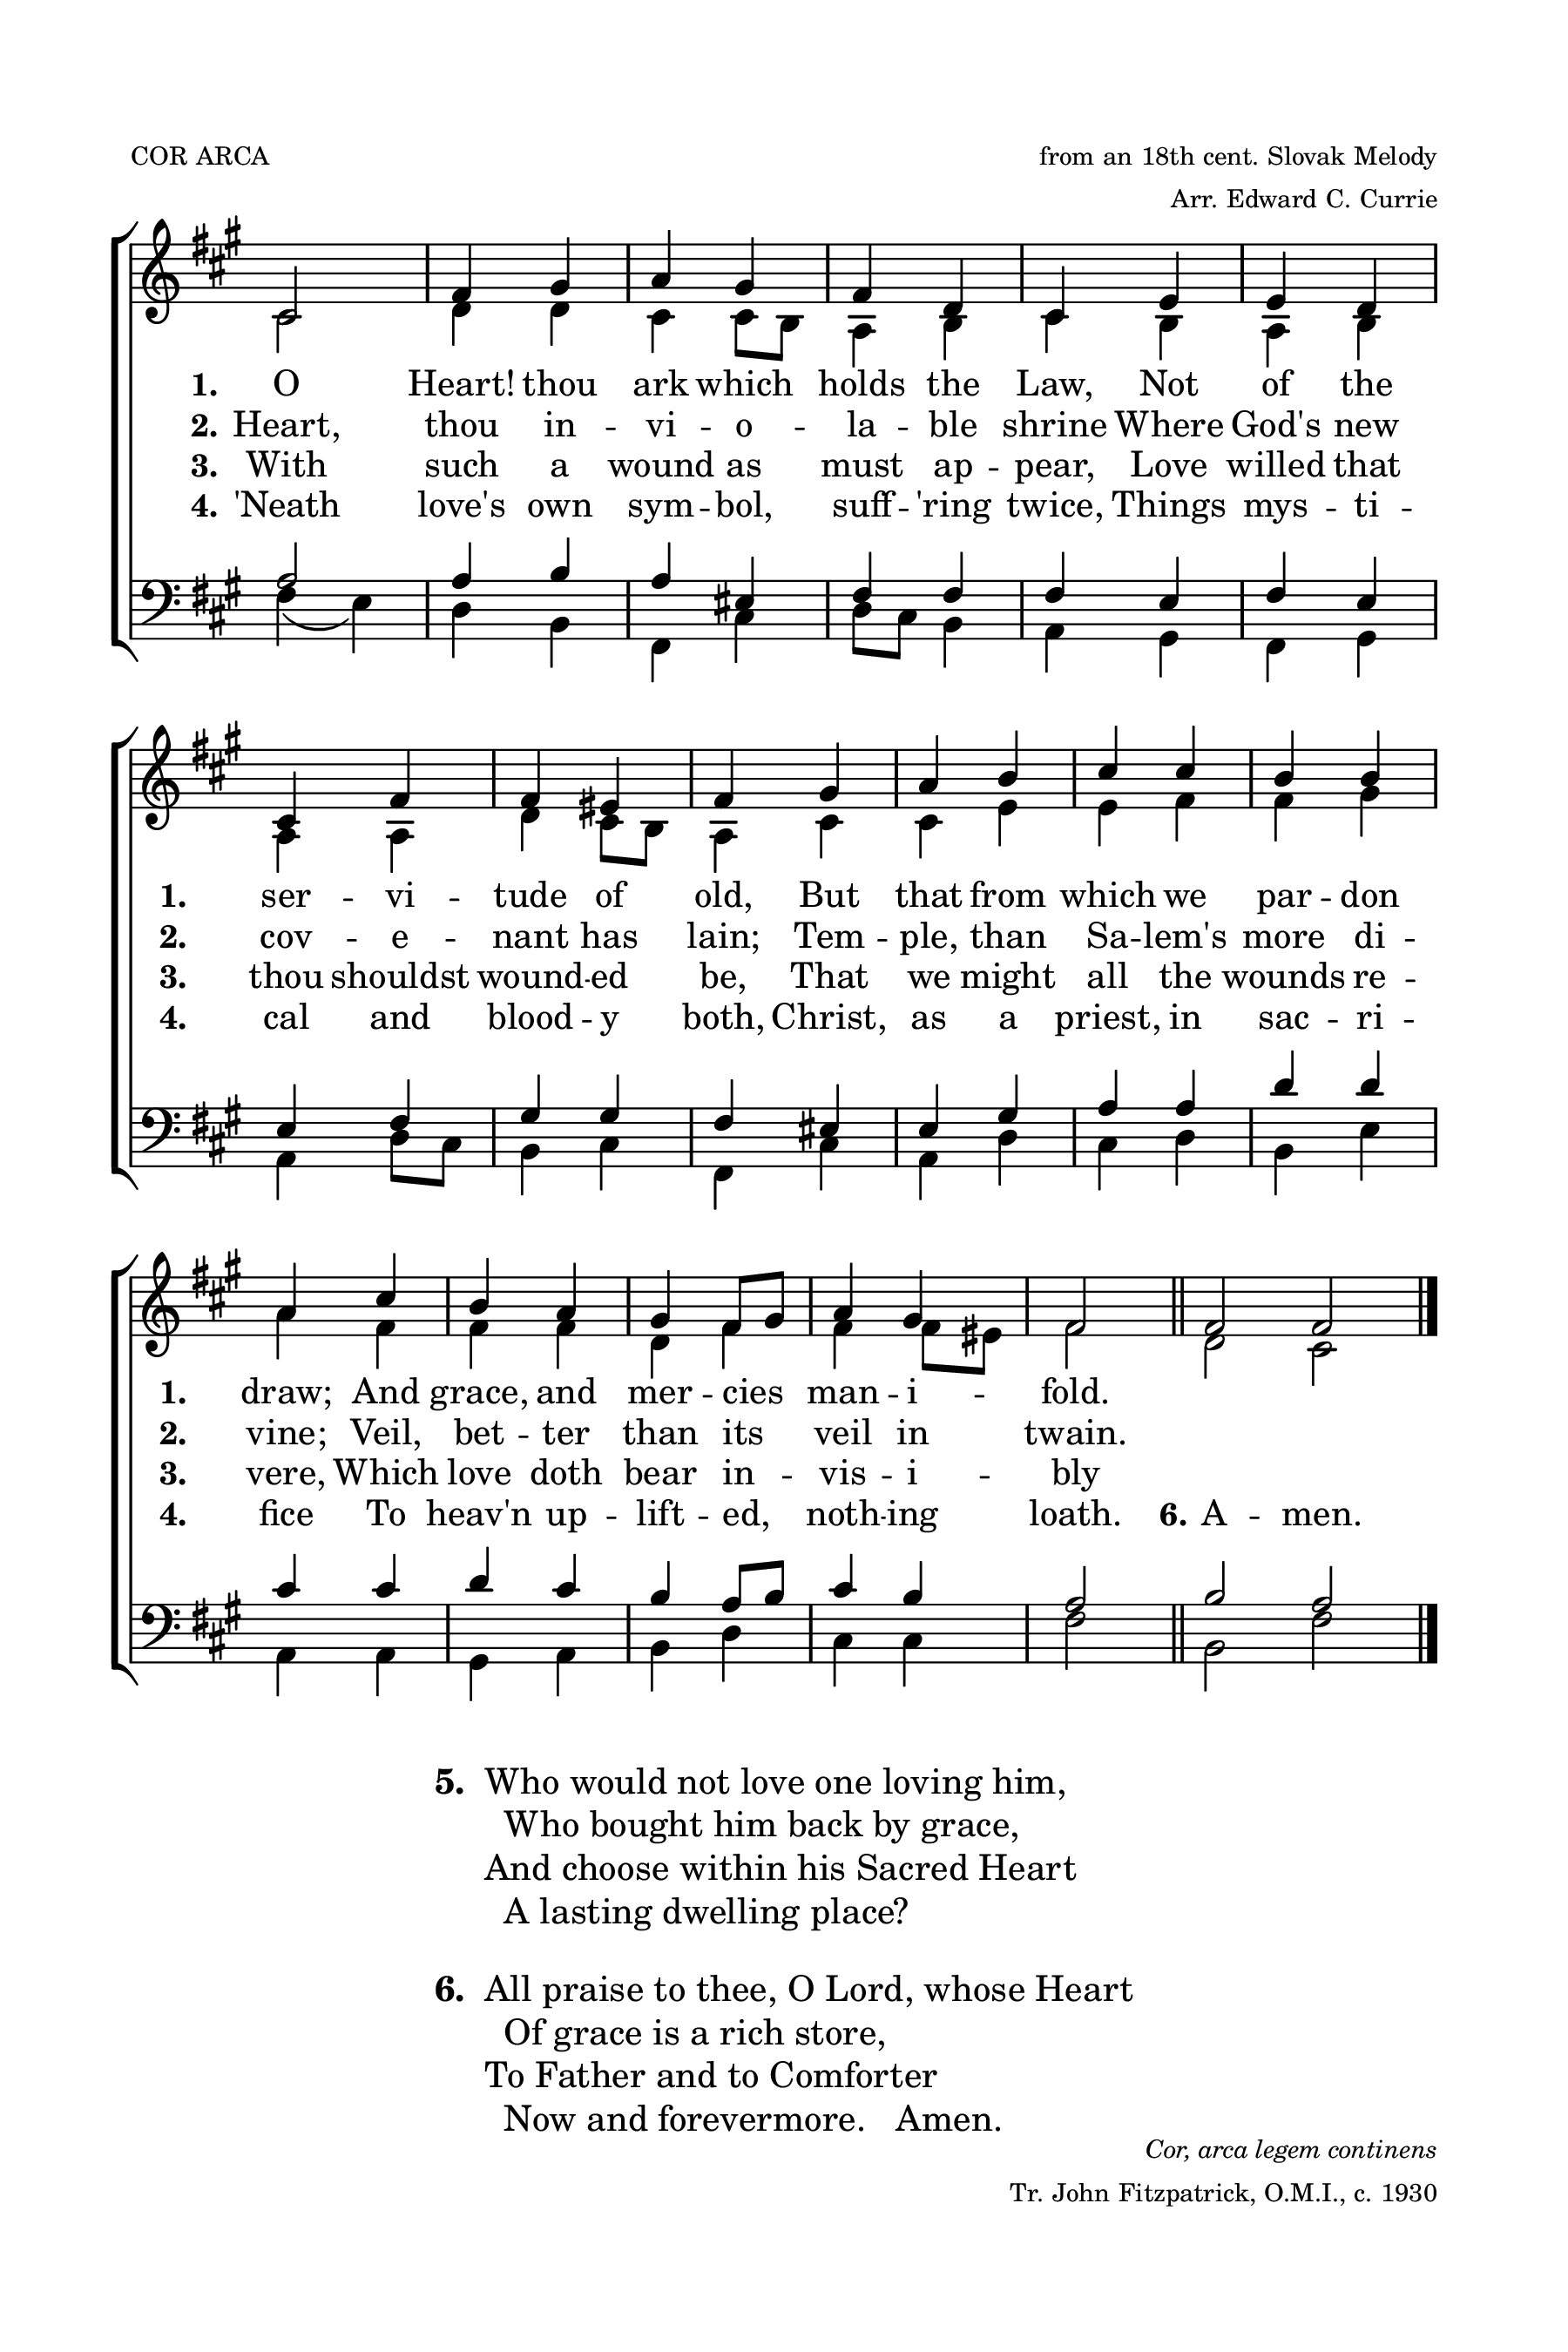 COR ARCA
from an 18th cent. Slovak Melody
Arr. Edward C. Currie
1. O Heart! thou ark which holds the Law, Not of the
2. Heart, thou in - vi - o - la - ble shrine Where God's new
3. With such a wound as must ap - pear, Love willed that
4. 'Neath love's own sym - bol, suff - 'ring twice, Things mys - ti -
1. ser - vi - tude of old, But that from which we par - don
2. cov - e - nant has lain; Tem - ple, than Sa - lem's more di -
3. thou shouldst wound - ed be, That we might all the wounds re -
4. cal and blood - y both, Christ, as a priest, in sac - ri -
1. draw; And grace, and mer - cies man - i - fold.
2. vine; Veil, bet - ter than its veil in twain.
3. vere, Which love doth bear in - vis - i - bly
4. fice To heav'n up - lift - ed, noth - ing loath. 6. A - men.
5. Who would not love one loving him,
Who bought him back by grace,
And choose within his Sacred Heart
A lasting dwelling place?
6. All praise to thee, O Lord, whose Heart
Of grace is a rich store,
To Father and to Comforter
Now and forevermore. Amen.
Cor, arca legem continens
Tr. John Fitzpatrick, O.M.I., c. 1930